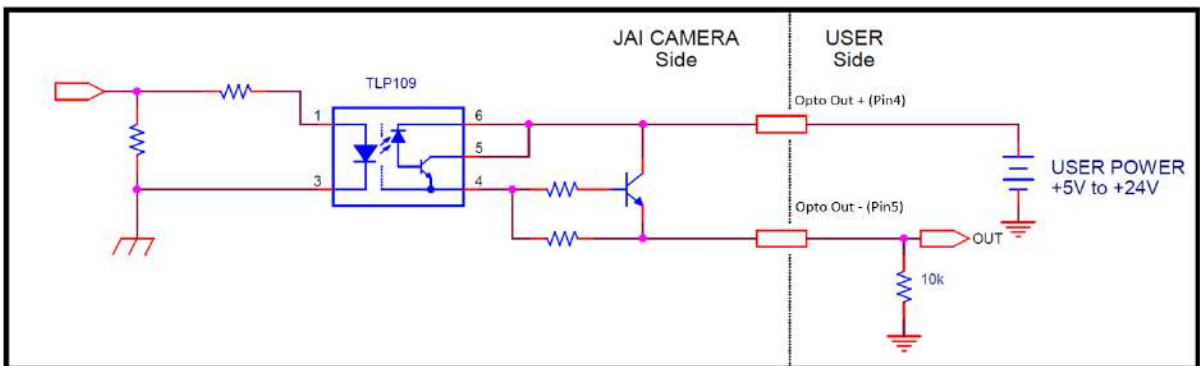 JAI CAMERA
Side
USER
Side
TLP109
Opto Out + (Pin4)
1
6
5
3
4
USER POWER
+5V to +24V
Opto Out - (Pin5)
OUT
10k